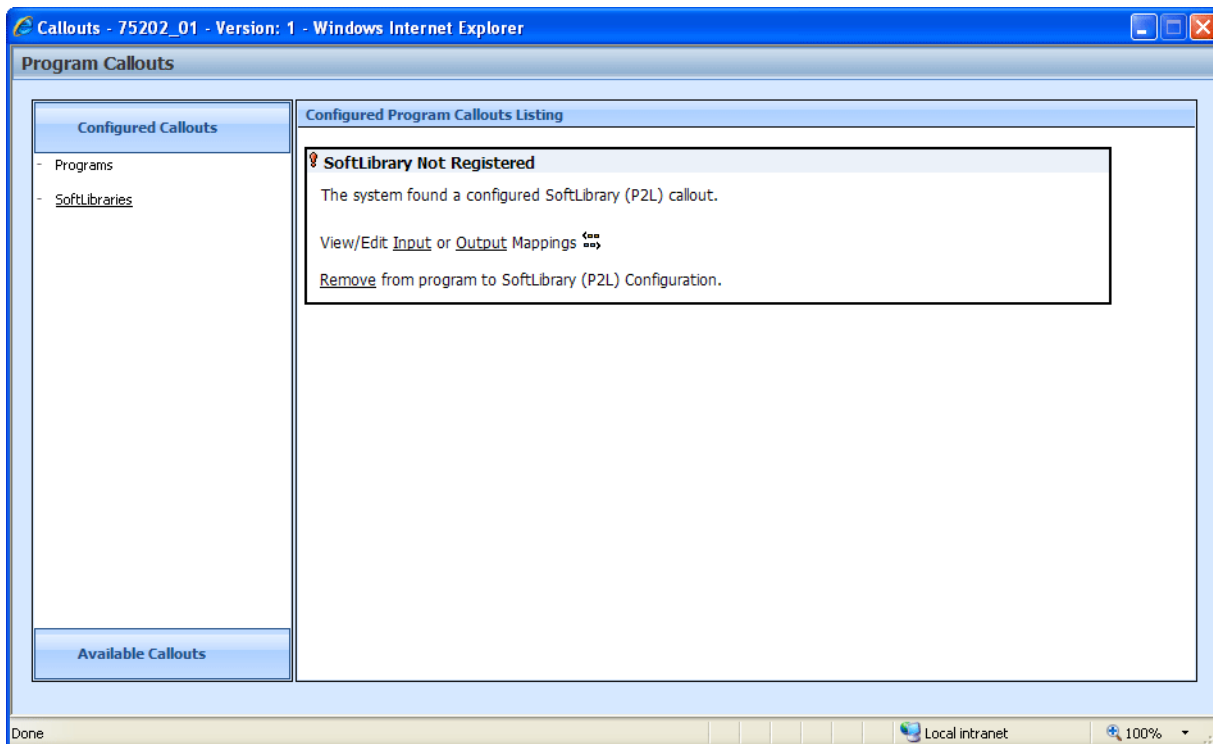 Callouts - 75202_01 - Version: 1 - Windows Internet Explorer
Program Callouts
Configured Callouts
- Programs
- SoftLibraries
Available Callouts
Configured Program Callouts Listing
SoftLibrary Not Registered
The system found a configured SoftLibrary (P2L) callout.
View/Edit Input or Output Mappings
Remove from program to SoftLibrary (P2L) Configuration.
Done
Local intranet
100%